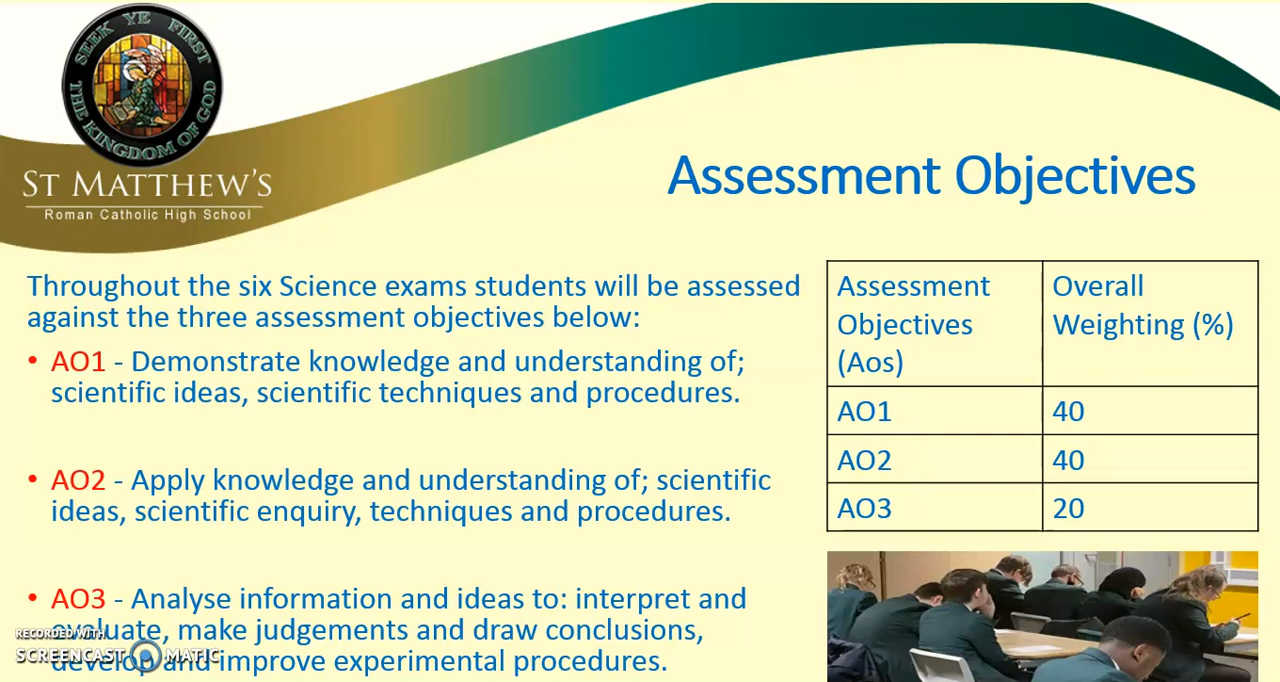 SEEK YE FIRST
THE KINGDOM OF GOD
ST MATTHEW'S
Roman Catholic High School
Assessment Objectives
Throughout the six Science exams students will be assessed
against the three assessment objectives below:
• AO1 - Demonstrate knowledge and understanding of;
scientific ideas, scientific techniques and procedures.
• AO2 - Apply knowledge and understanding of; scientific
ideas, scientific enquiry, techniques and procedures.
• AO3 - Analyse information and ideas to: interpret and
evaluate, make judgements and draw conclusions,
develop and improve experimental procedures.
Assessment
Objectives
(Aos)
Overall
Weighting (%)
AO1 40
AO2 40
AO3 20
RECORDED WITH
SCREENCAST MATIC